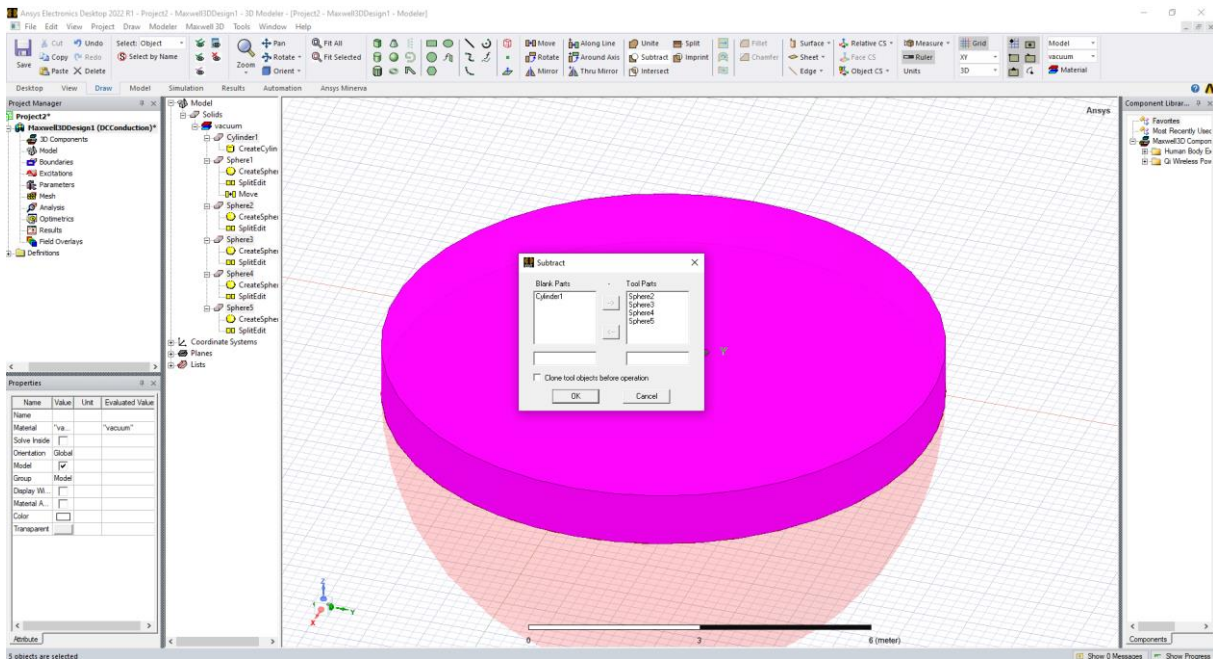 Ansys Electronics Desktop 2022 R1 - Project2 - Maxwell3DDesign1 - 3D Modeler - [Project2 - Maxwell3DDesign1 - Modeler]
File Edit View Project Draw Modeler Maxwell 3D Tools Window Help
Save
Cut Undo
Copy Redo
Paste Delete
Select: Object
Select by Name
Zoom
Pan
Rotate
Orient
Fit All
Fit Selected
Move Along Line Unite Split Fillet Surface Relative CS Measure Grid Model
Rotate Around Axis Subtract Imprint Chamfer Sheet Face CS Ruler XY vacuum
Mirror Thru Mirror Intersect Edge Object CS Units 3D Material
Desktop View Draw Model Simulation Results Automation Ansys Minerva
Project Manager
Project2*
Maxwell3DDesign1 (DCConduction)*
3D Components
Model
Boundaries
Excitations
Parameters
Mesh
Analysis
Optimetrics
Results
Field Overlays
Definitions
Properties
Name Value Unit Evaluated Value
Name
Material "va... "vacuum"
Solve Inside
Orientation Global
Model
Group Model
Display Wi...
Material A...
Color
Transparent
Attribute
Model
Solids
vacuum
Cylinder1
CreateCylin
Sphere1
CreateSpher
SplitEdit
Move
Sphere2
CreateSpher
SplitEdit
Sphere3
CreateSpher
SplitEdit
Sphere4
CreateSpher
SplitEdit
Sphere5
CreateSpher
SplitEdit
Coordinate Systems
Planes
Lists
Ansys
Subtract
Blank Parts - Tool Parts
Cylinder1
Sphere2
Sphere3
Sphere4
Sphere5
Clone tool objects before operation
OK Cancel
Y
Z
Y
X
0 3 6 (meter)
Component Librar...
Favorites
Most Recently Usec
Maxwell3D Compon
Human Body Ex
Qi Wireless Pov
Components
5 objects are selected
Show 0 Messages Show Progress